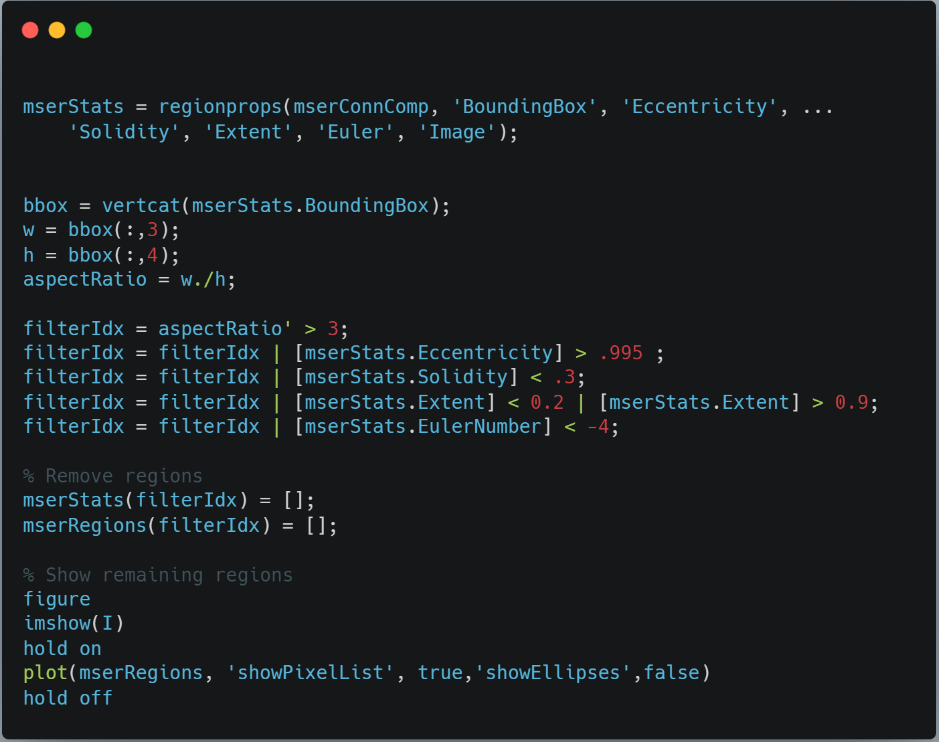 mserStats = regionprops(mserConnComp, 'BoundingBox', 'Eccentricity', ...
    'Solidity', 'Extent', 'Euler', 'Image');
bbox = vertcat(mserStats.BoundingBox);
w = bbox(:,3);
h = bbox(:,4);
aspectRatio = w./h;
filterIdx = aspectRatio' > 3;
filterIdx = filterIdx | [mserStats.Eccentricity] > .995 ;
filterIdx = filterIdx | [mserStats.Solidity] < .3;
filterIdx = filterIdx | [mserStats.Extent] < 0.2 | [mserStats.Extent] > 0.9;
filterIdx = filterIdx | [mserStats.EulerNumber] < -4;
% Remove regions
mserStats(filterIdx) = [];
mserRegions(filterIdx) = [];
% Show remaining regions
figure
imshow(I)
hold on
plot(mserRegions, 'showPixelList', true,'showEllipses',false)
hold off